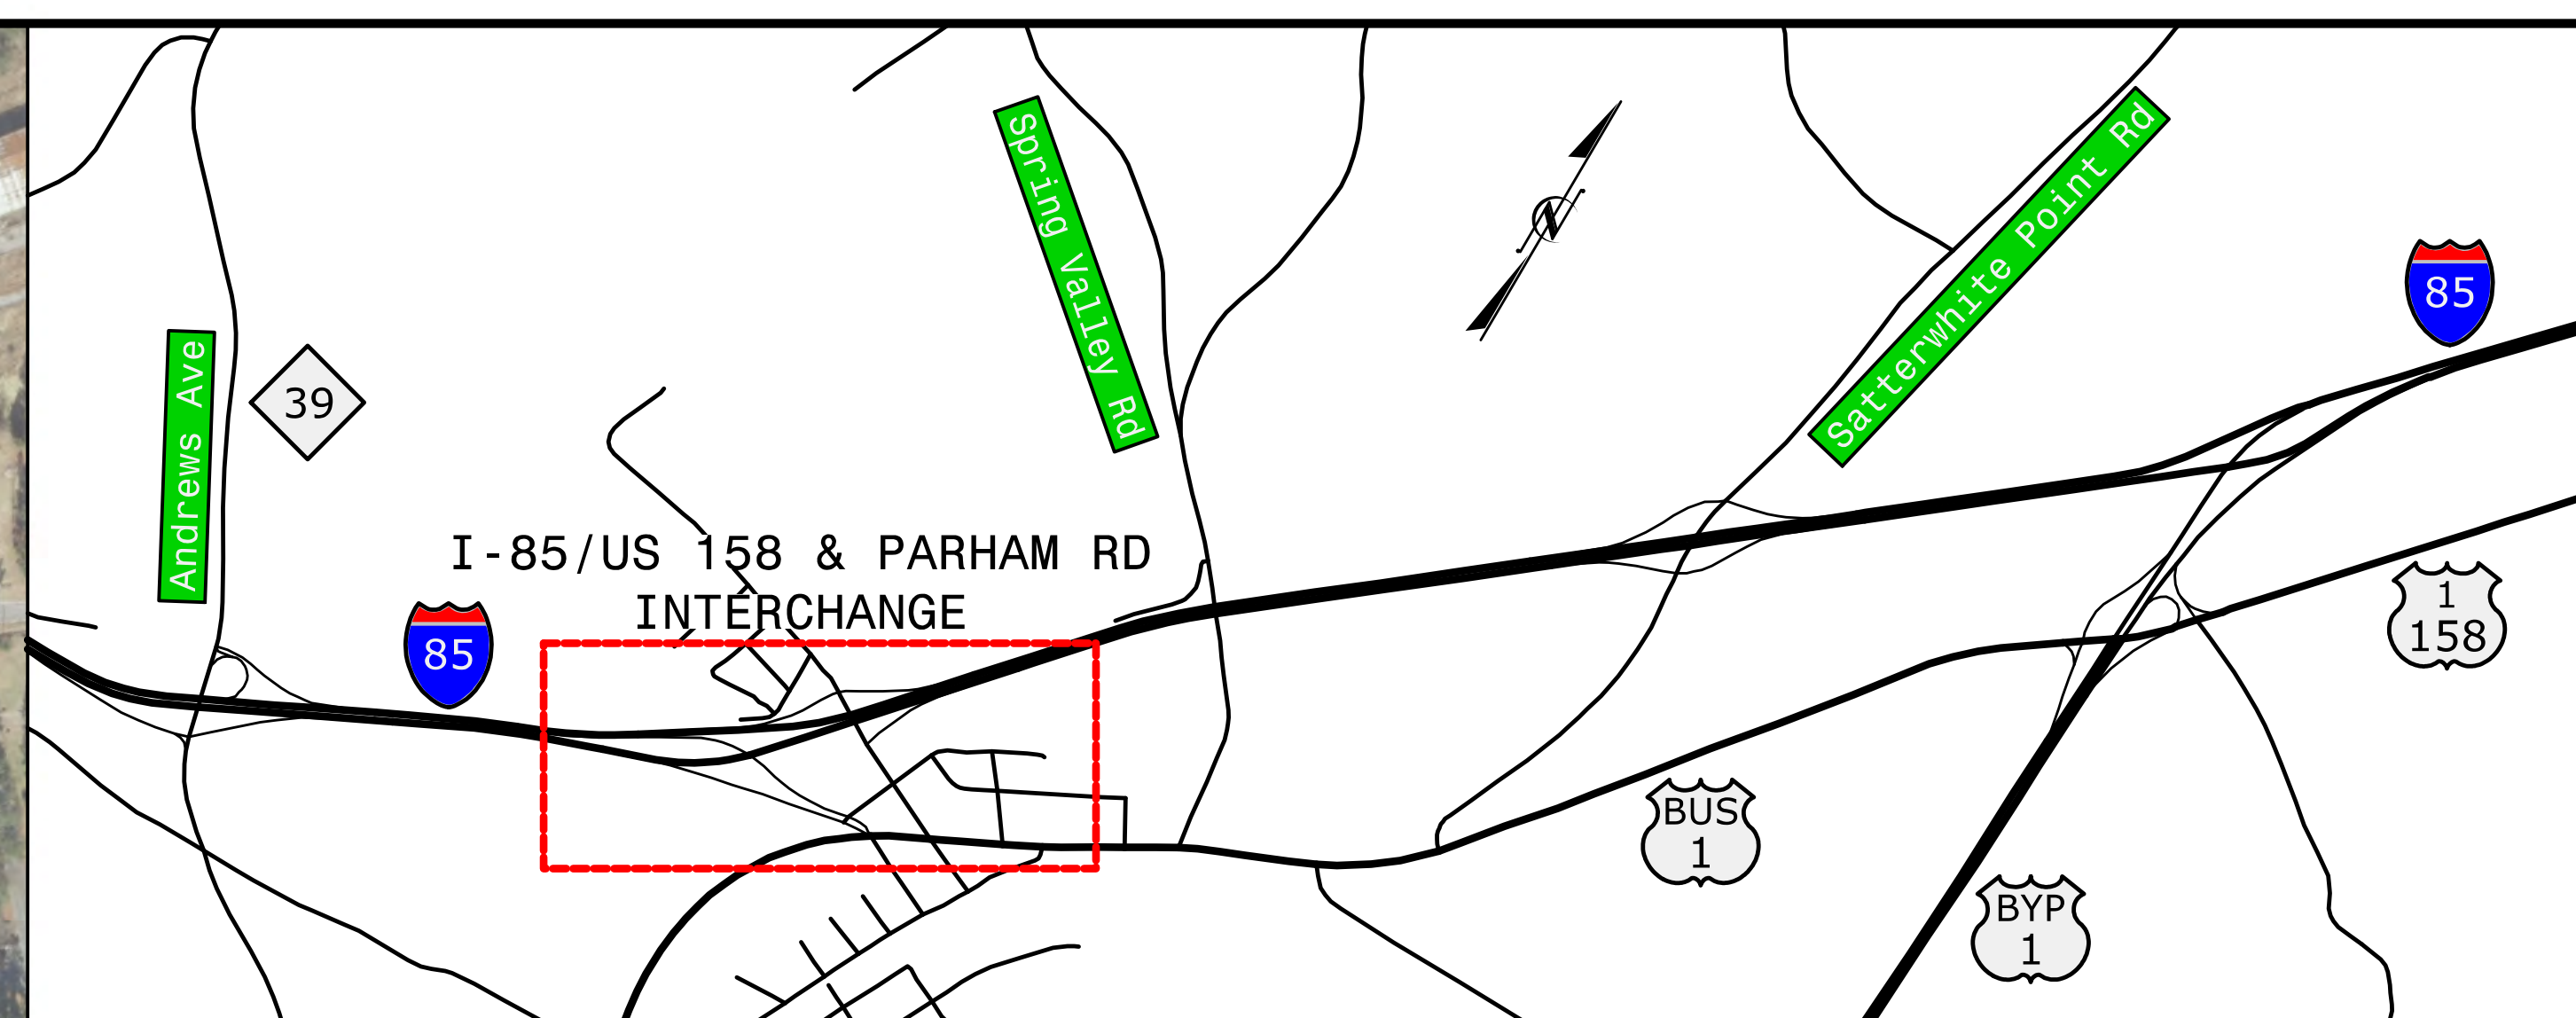 Spring Valley Rd
Satterwhite Point Rd
N
85
Andrews Ave
39
I-85/US 158 & PARHAM RD
INTERCHANGE
85
1
158
BUS
1
BYP
1